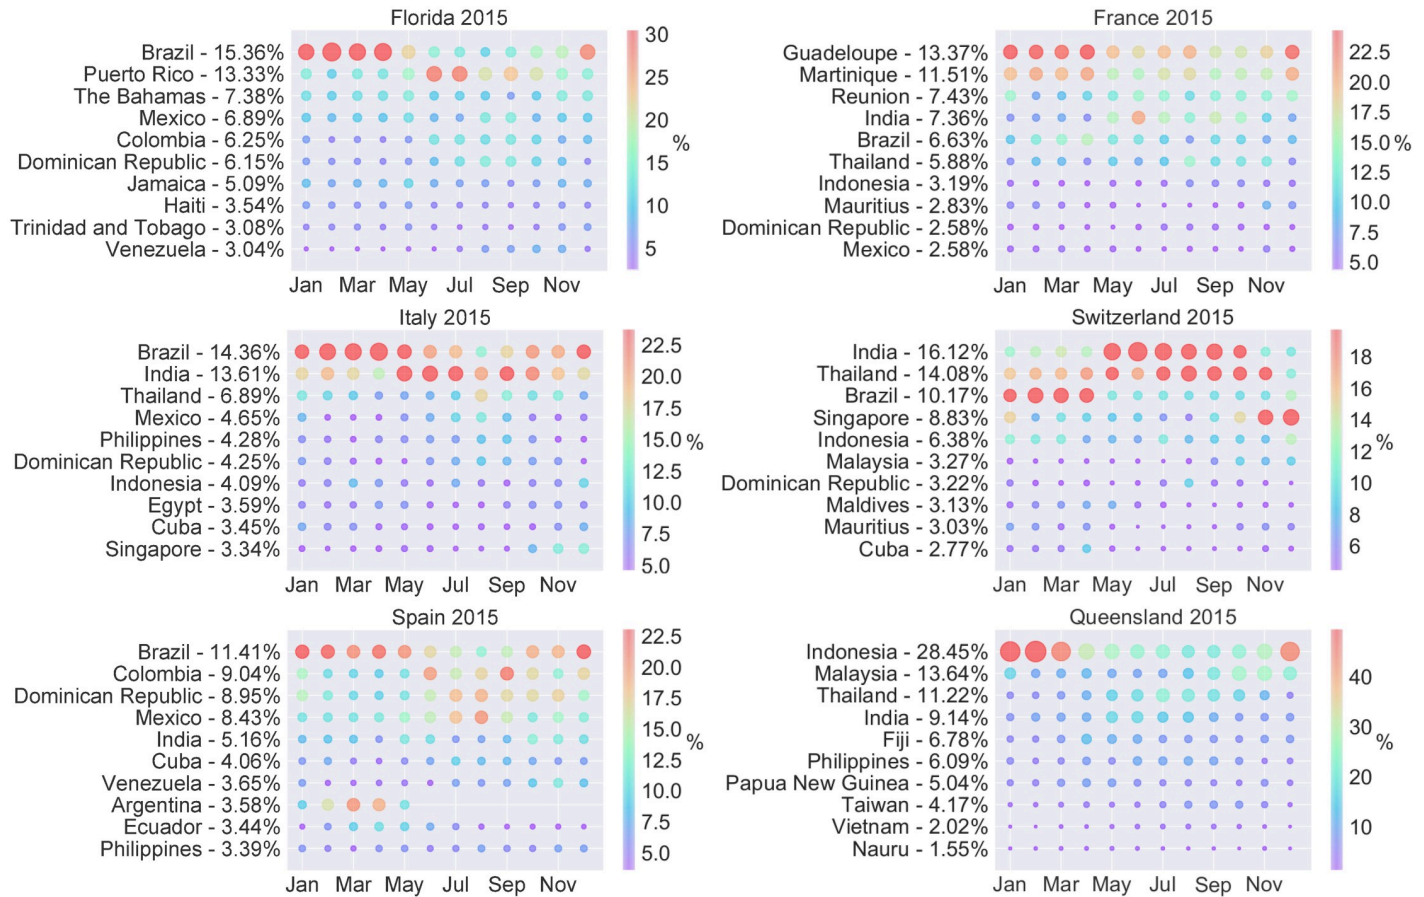 Florida 2015
Brazil - 15.36%
Puerto Rico - 13.33%
The Bahamas - 7.38%
Mexico - 6.89%
Colombia - 6.25%
Dominican Republic - 6.15%
Jamaica - 5.09%
Haiti - 3.54%
Trinidad and Tobago - 3.08%
Venezuela - 3.04%
Jan Mar May Jul Sep Nov
30
25
20
15
10
5
%
France 2015
Guadeloupe - 13.37%
Martinique - 11.51%
Reunion - 7.43%
India - 7.36%
Brazil - 6.63%
Thailand - 5.88%
Indonesia - 3.19%
Mauritius - 2.83%
Dominican Republic - 2.58%
Mexico - 2.58%
Jan Mar May Jul Sep Nov
22.5
20.0
17.5
15.0
12.5
10.0
7.5
5.0
%
Italy 2015
Brazil - 14.36%
India - 13.61%
Thailand - 6.89%
Mexico - 4.65%
Philippines - 4.28%
Dominican Republic - 4.25%
Indonesia - 4.09%
Egypt - 3.59%
Cuba - 3.45%
Singapore - 3.34%
Jan Mar May Jul Sep Nov
22.5
20.0
17.5
15.0
12.5
10.0
7.5
5.0
%
Switzerland 2015
India - 16.12%
Thailand - 14.08%
Brazil - 10.17%
Singapore - 8.83%
Indonesia - 6.38%
Malaysia - 3.27%
Dominican Republic - 3.22%
Maldives - 3.13%
Mauritius - 3.03%
Cuba - 2.77%
Jan Mar May Jul Sep Nov
18
16
14
12
10
8
6
%
Spain 2015
Brazil - 11.41%
Colombia - 9.04%
Dominican Republic - 8.95%
Mexico - 8.43%
India - 5.16%
Cuba - 4.06%
Venezuela - 3.65%
Argentina - 3.58%
Ecuador - 3.44%
Philippines - 3.39%
Jan Mar May Jul Sep Nov
22.5
20.0
17.5
15.0
12.5
10.0
7.5
5.0
%
Queensland 2015
Indonesia - 28.45%
Malaysia - 13.64%
Thailand - 11.22%
India - 9.14%
Fiji - 6.78%
Philippines - 6.09%
Papua New Guinea - 5.04%
Taiwan - 4.17%
Vietnam - 2.02%
Nauru - 1.55%
Jan Mar May Jul Sep Nov
40
30
20
10
%